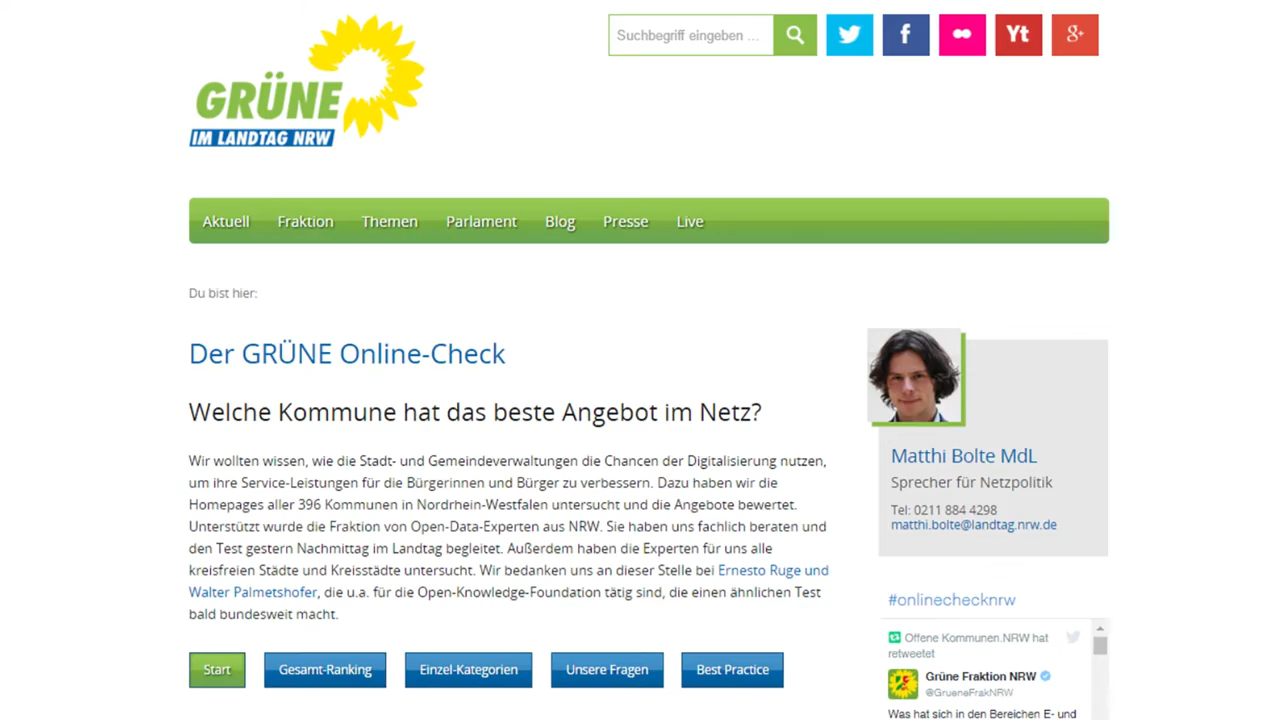 GRÜNE
IM LANDTAG NRW
Suchbegriff eingeben ...
f
Yt
g+
Aktuell Fraktion Themen Parlament Blog Presse Live
Du bist hier:
Der GRÜNE Online-Check
Welche Kommune hat das beste Angebot im Netz?
Wir wollten wissen, wie die Stadt- und Gemeindeverwaltungen die Chancen der Digitalisierung nutzen,
um ihre Service-Leistungen für die Bürgerinnen und Bürger zu verbessern. Dazu haben wir die
Homepages aller 396 Kommunen in Nordrhein-Westfalen untersucht und die Angebote bewertet.
Unterstützt wurde die Fraktion von Open-Data-Experten aus NRW. Sie haben uns fachlich beraten und
den Test gestern Nachmittag im Landtag begleitet. Außerdem haben die Experten für uns alle
kreisfreien Städte und Kreisstädte untersucht. Wir bedanken uns an dieser Stelle bei Ernesto Ruge und
Walter Palmetshofer, die u.a. für die Open-Knowledge-Foundation tätig sind, die einen ähnlichen Test
bald bundesweit macht.
Start Gesamt-Ranking Einzel-Kategorien Unsere Fragen Best Practice
Matthi Bolte MdL
Sprecher für Netzpolitik
Tel: 0211 884 4298
matthi.bolte@landtag.nrw.de
#onlinechecknrw
Offene Kommunen.NRW hat
retweetet
Grüne Fraktion NRW
@GrueneFrakNRW
Was hat sich in den Bereichen E- und